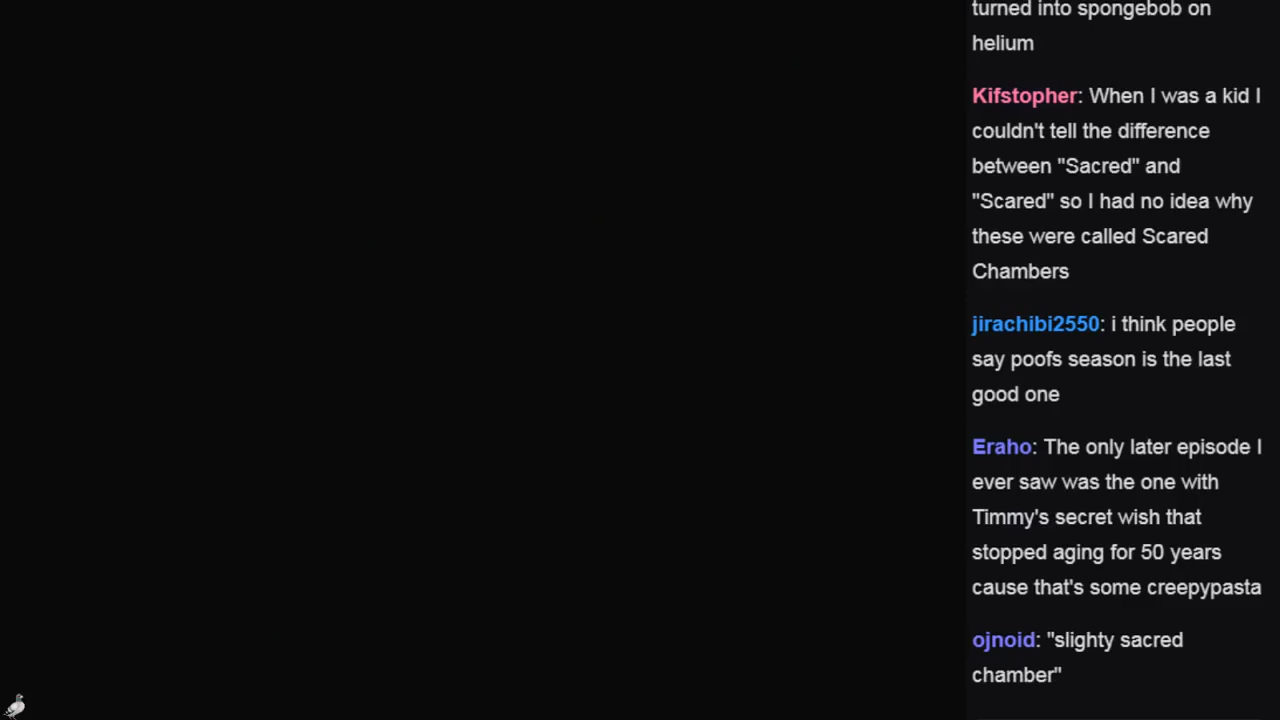 turned into spongebob on
helium
Kifstopher: When I was a kid I
couldn't tell the difference
between "Sacred" and
"Scared" so I had no idea why
these were called Scared
Chambers
jirachibi2550: i think people
say poofs season is the last
good one
Eraho: The only later episode I
ever saw was the one with
Timmy's secret wish that
stopped aging for 50 years
cause that's some creepypasta
ojnoid: "slighty sacred
chamber"